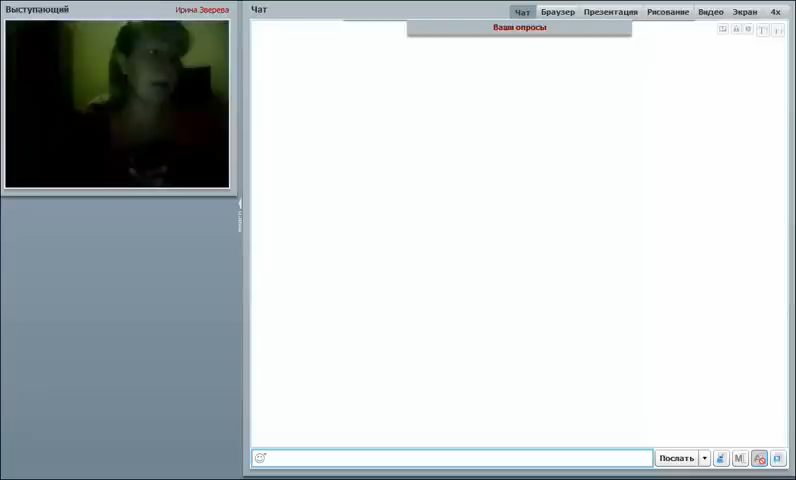 Выступающий
Ирина Зверева
Чат
Чат Браузер Презентация Рисование Видео Экран 4x
Ваши опросы
Послать